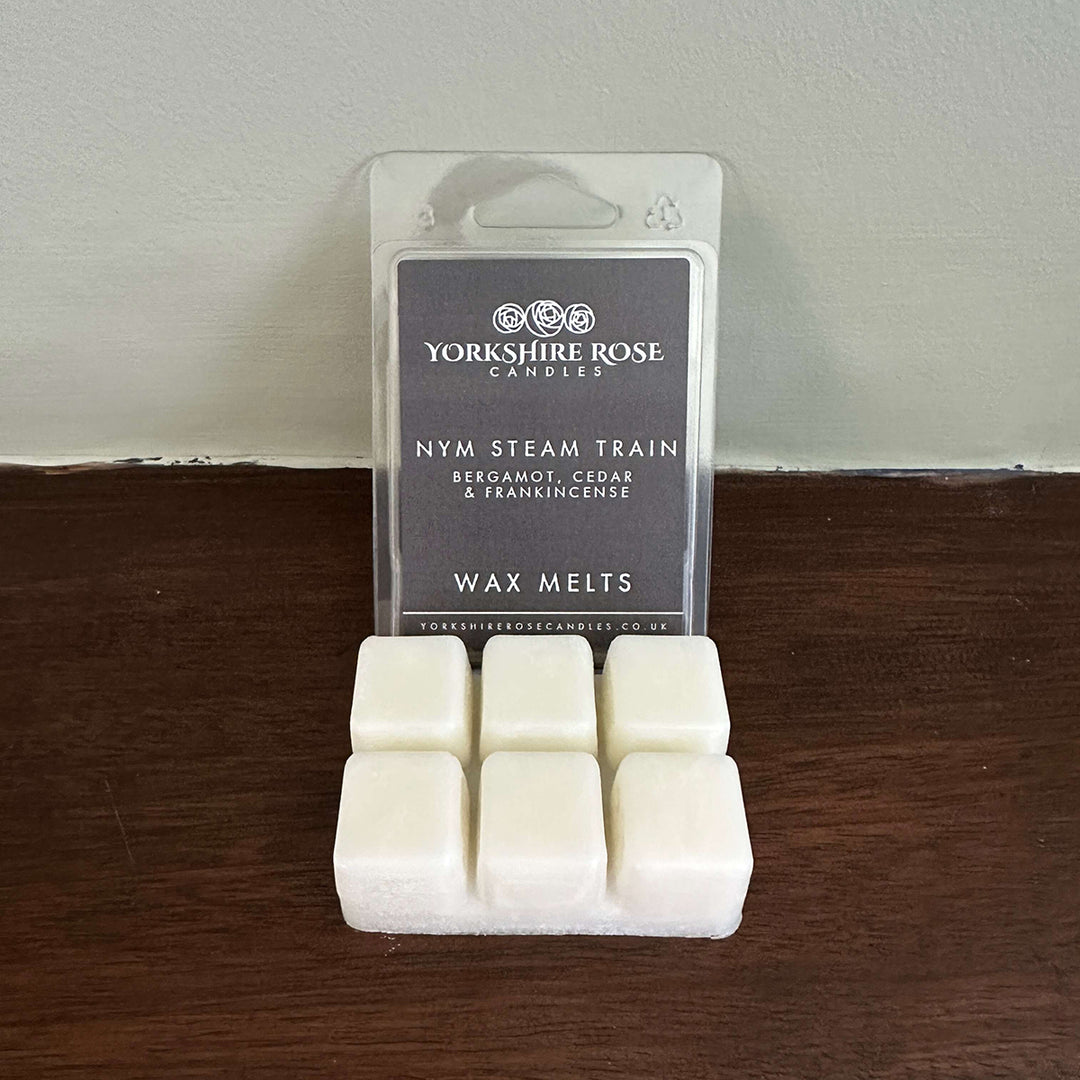 YORKSHIRE ROSE
CANDLES
NYM STEAM TRAIN
BERGAMOT, CEDAR
& FRANKINCENSE
WAX MELTS
YORKSHIREROSECANDLES.CO.UK